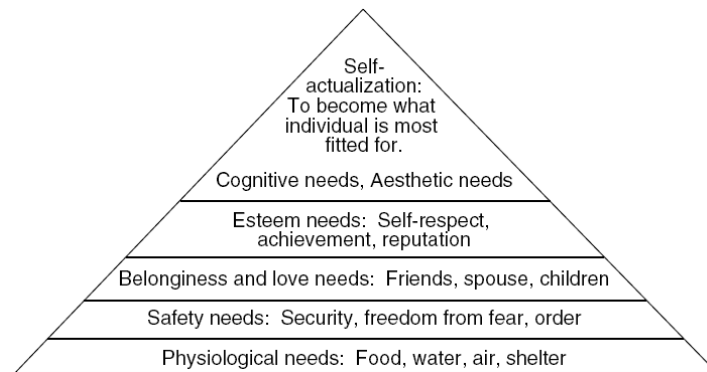 Self-
actualization:
To become what
individual is most
fitted for.
Cognitive needs, Aesthetic needs
Esteem needs: Self-respect,
achievement, reputation
Belonginess and love needs: Friends, spouse, children
Safety needs: Security, freedom from fear, order
Physiological needs: Food, water, air, shelter